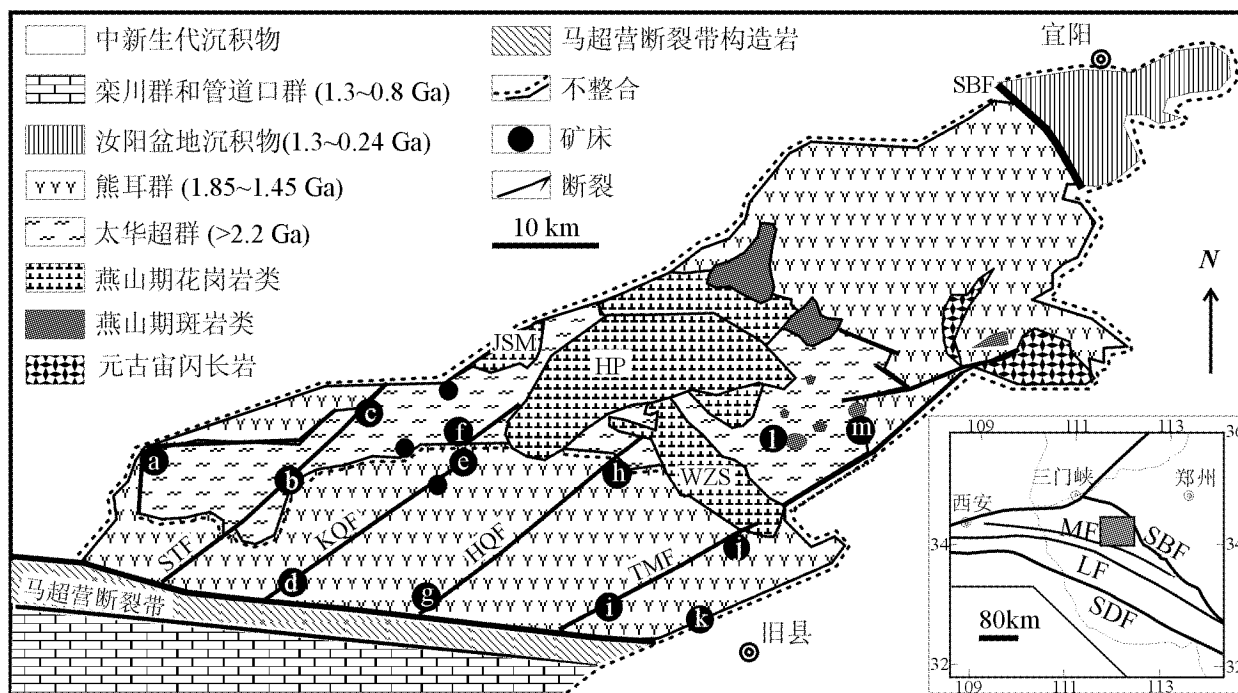 中新生代沉积物
栾川群和管道口群 (1.3~0.8 Ga)
汝阳盆地沉积物(1.3~0.24 Ga)
熊耳群 (1.85~1.45 Ga)
太华超群 (>2.2 Ga)
燕山期花岗岩类
燕山期斑岩类
元古宙闪长岩
马超营断裂带构造岩
不整合
矿床
断裂
10 km
宜阳
SBF
N
JSM
HP
WZS
a
b
c
d
e
f
g
h
i
j
k
l
m
STF
KQF
HQF
TMF
马超营断裂带
旧县
109
111
113
36
三门峡
郑州
西安
34
34
MF
SBF
LF
SDF
80km
32
32
109
111
113